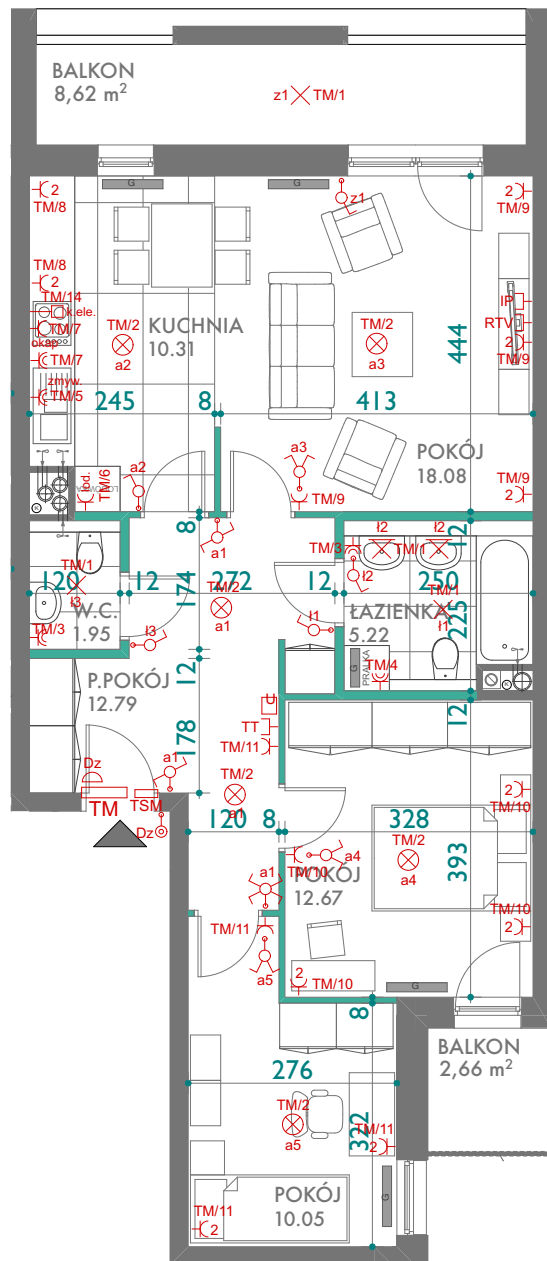 BALKON
8,62 m²
z1 TM/1
G G
2
TM/8
z1
2
TM/9
TM/8
2
TM/14
k.ele.
TM/7
okap
TM/7
zmyw.
TM/5
TM/2
a2
KUCHNIA
10.31
TM/2
a3
IP
RTV
2
TM/9
444
245 8 413
POKÓJ
18.08
a3
TM/9
2
TM/9
lod.
TM/6
a2
K
8
a1
12
TM/1
ł3
120 12 174 272 12 250
W.C.
1.95
TM/3
TM/2
a1
ł3
ł1
TM/3
ł2 ł2
TM/1
ł2
TM/1
ł1
ŁAZIENKA
5.22
225
PRALKA
G
TM/4
K
12
P.POKÓJ
12.79
12
178
U
TT
TM/11
Dz
a1
TM
TSM
Dz
TM/2
a1
120 8 328
2
TM/10
TM/2
a4
393
a4
TM/10
POKÓJ
12.67
a1
TM/11
a5
TM/10
2
2
TM/10
G
8
BALKON
2,66 m²
276
TM/2
a5
322
TM/11
2
G
TM/11
2
POKÓJ
10.05